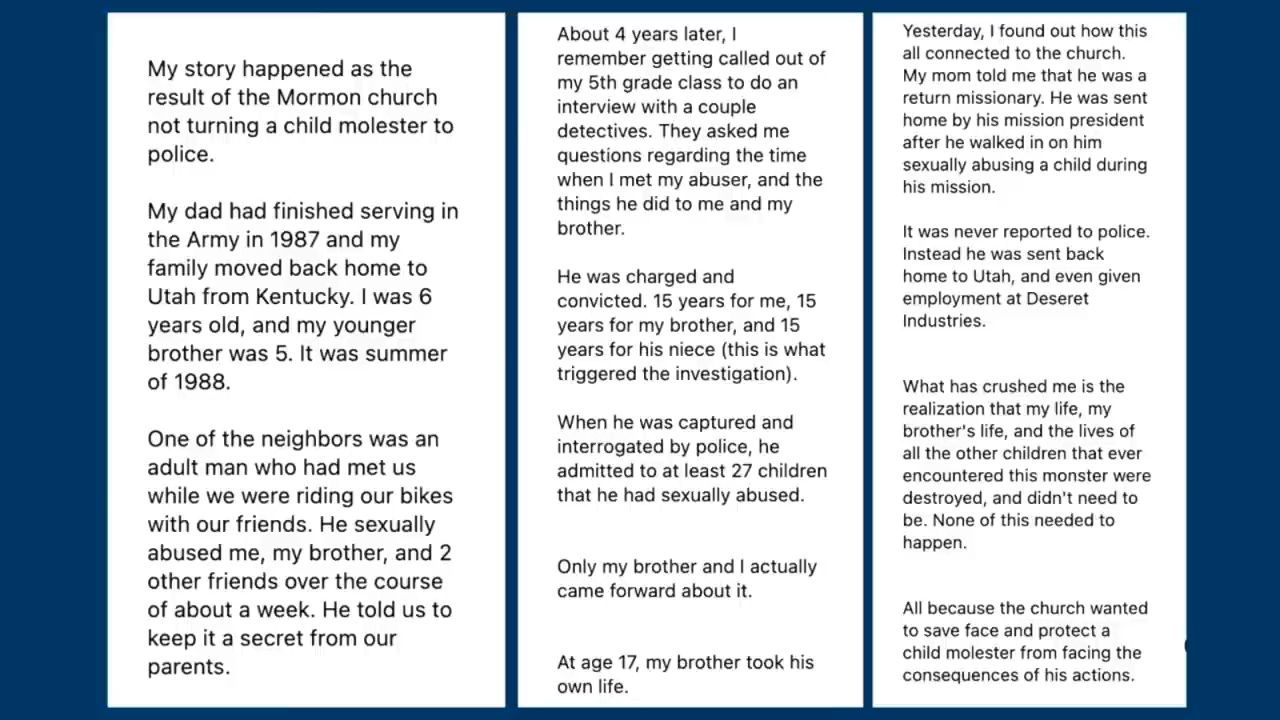 My story happened as the
result of the Mormon church
not turning a child molester to
police.
My dad had finished serving in
the Army in 1987 and my
family moved back home to
Utah from Kentucky. I was 6
years old, and my younger
brother was 5. It was summer
of 1988.
One of the neighbors was an
adult man who had met us
while we were riding our bikes
with our friends. He sexually
abused me, my brother, and 2
other friends over the course
of about a week. He told us to
keep it a secret from our
parents.
About 4 years later, I
remember getting called out of
my 5th grade class to do an
interview with a couple
detectives. They asked me
questions regarding the time
when I met my abuser, and the
things he did to me and my
brother.
He was charged and
convicted. 15 years for me, 15
years for my brother, and 15
years for his niece (this is what
triggered the investigation).
When he was captured and
interrogated by police, he
admitted to at least 27 children
that he had sexually abused.
Only my brother and I actually
came forward about it.
At age 17, my brother took his
own life.
Yesterday, I found out how this
all connected to the church.
My mom told me that he was a
return missionary. He was sent
home by his mission president
after he walked in on him
sexually abusing a child during
his mission.
It was never reported to police.
Instead he was sent back
home to Utah, and even given
employment at Deseret
Industries.
What has crushed me is the
realization that my life, my
brother's life, and the lives of
all the other children that ever
encountered this monster were
destroyed, and didn't need to
be. None of this needed to
happen.
All because the church wanted
to save face and protect a
child molester from facing the
consequences of his actions.